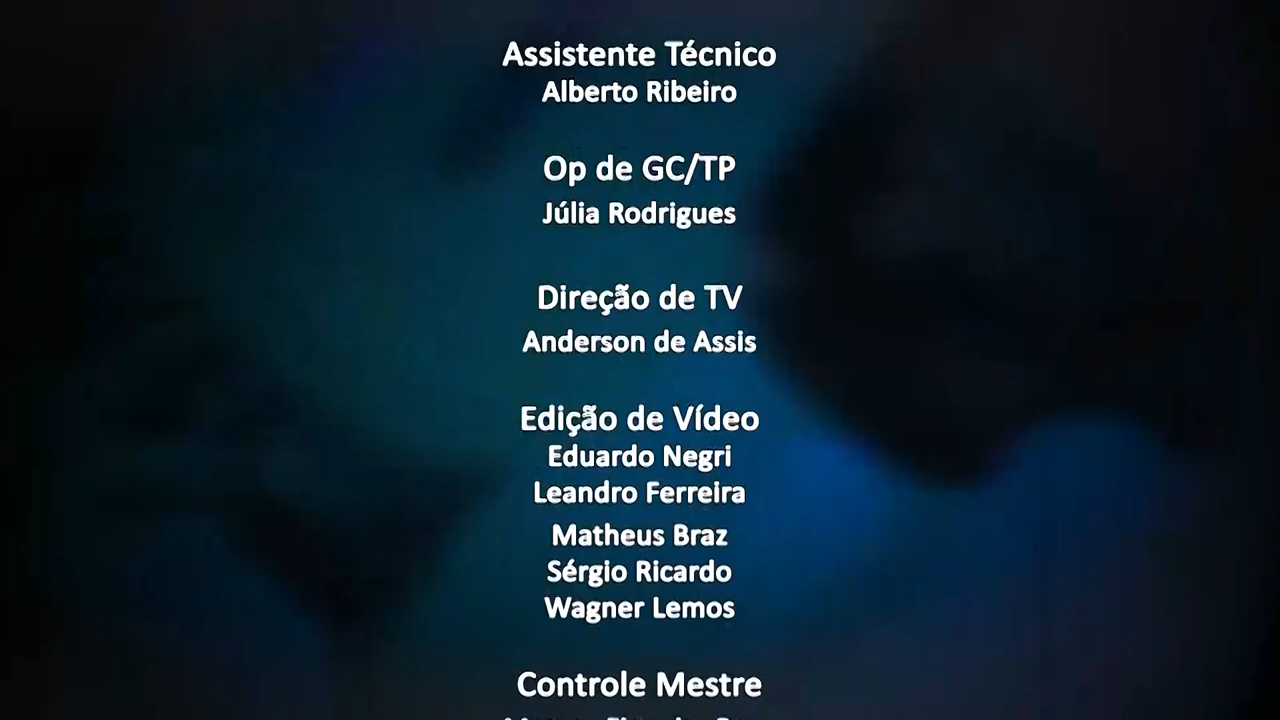 Assistente Técnico
Alberto Ribeiro
Op de GC/TP
Júlia Rodrigues
Direção de TV
Anderson de Assis
Edição de Vídeo
Eduardo Negri
Leandro Ferreira
Matheus Braz
Sérgio Ricardo
Wagner Lemos
Controle Mestre